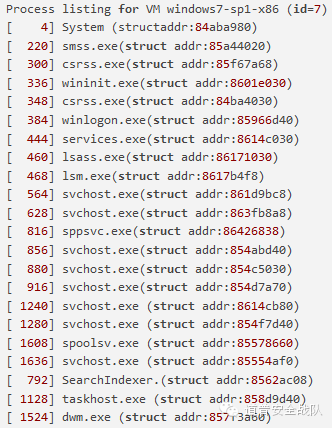 Process listing for VM windows7-sp1-x86 (id=7)
[ 4] System (structaddr:84aba980)
[ 220] smss.exe(struct addr:85a44020)
[ 300] csrss.exe(struct addr:85f67a68)
[ 336] wininit.exe(struct addr:8601e030)
[ 348] csrss.exe(struct addr:84ba4030)
[ 384] winlogon.exe(struct addr:85966d40)
[ 444] services.exe(struct addr:8614c030)
[ 460] lsass.exe(struct addr:86171030)
[ 468] lsm.exe(struct addr:8617b4f8)
[ 564] svchost.exe(struct addr:861d9bc8)
[ 628] svchost.exe(struct addr:863fb8a8)
[ 816] sppsvc.exe(struct addr:86426838)
[ 856] svchost.exe(struct addr:854abd40)
[ 880] svchost.exe(struct addr:854c5030)
[ 916] svchost.exe(struct addr:854d7a70)
[ 1240] svchost.exe (struct addr:8614cb80)
[ 1280] svchost.exe (struct addr:854f7d40)
[ 1608] spoolsv.exe (struct addr:85578660)
[ 1636] svchost.exe (struct addr:85554af0)
[ 792] SearchIndexer.(struct addr:8562ac08)
[ 1128] taskhost.exe (struct addr:858d9d40)
[ 1524] dwm.exe (struct addr:857f3a60)